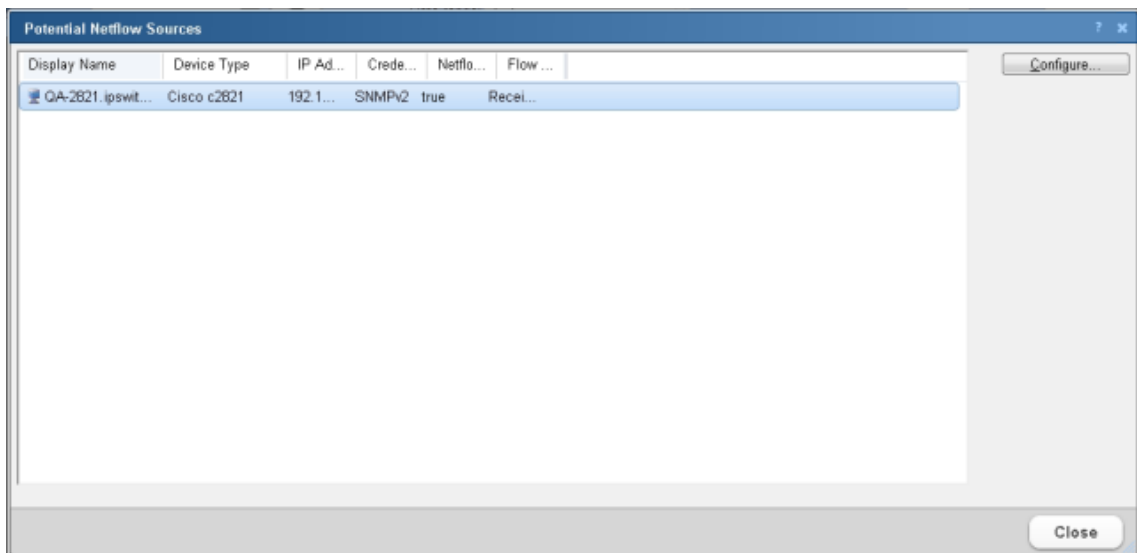 Potential Netflow Sources ? x
Display Name Device Type IP Ad... Crede... Netflo... Flow ... Configure...
QA-2821.ipswit... Cisco c2821 192.1... SNMPv2 true Recei...
Close